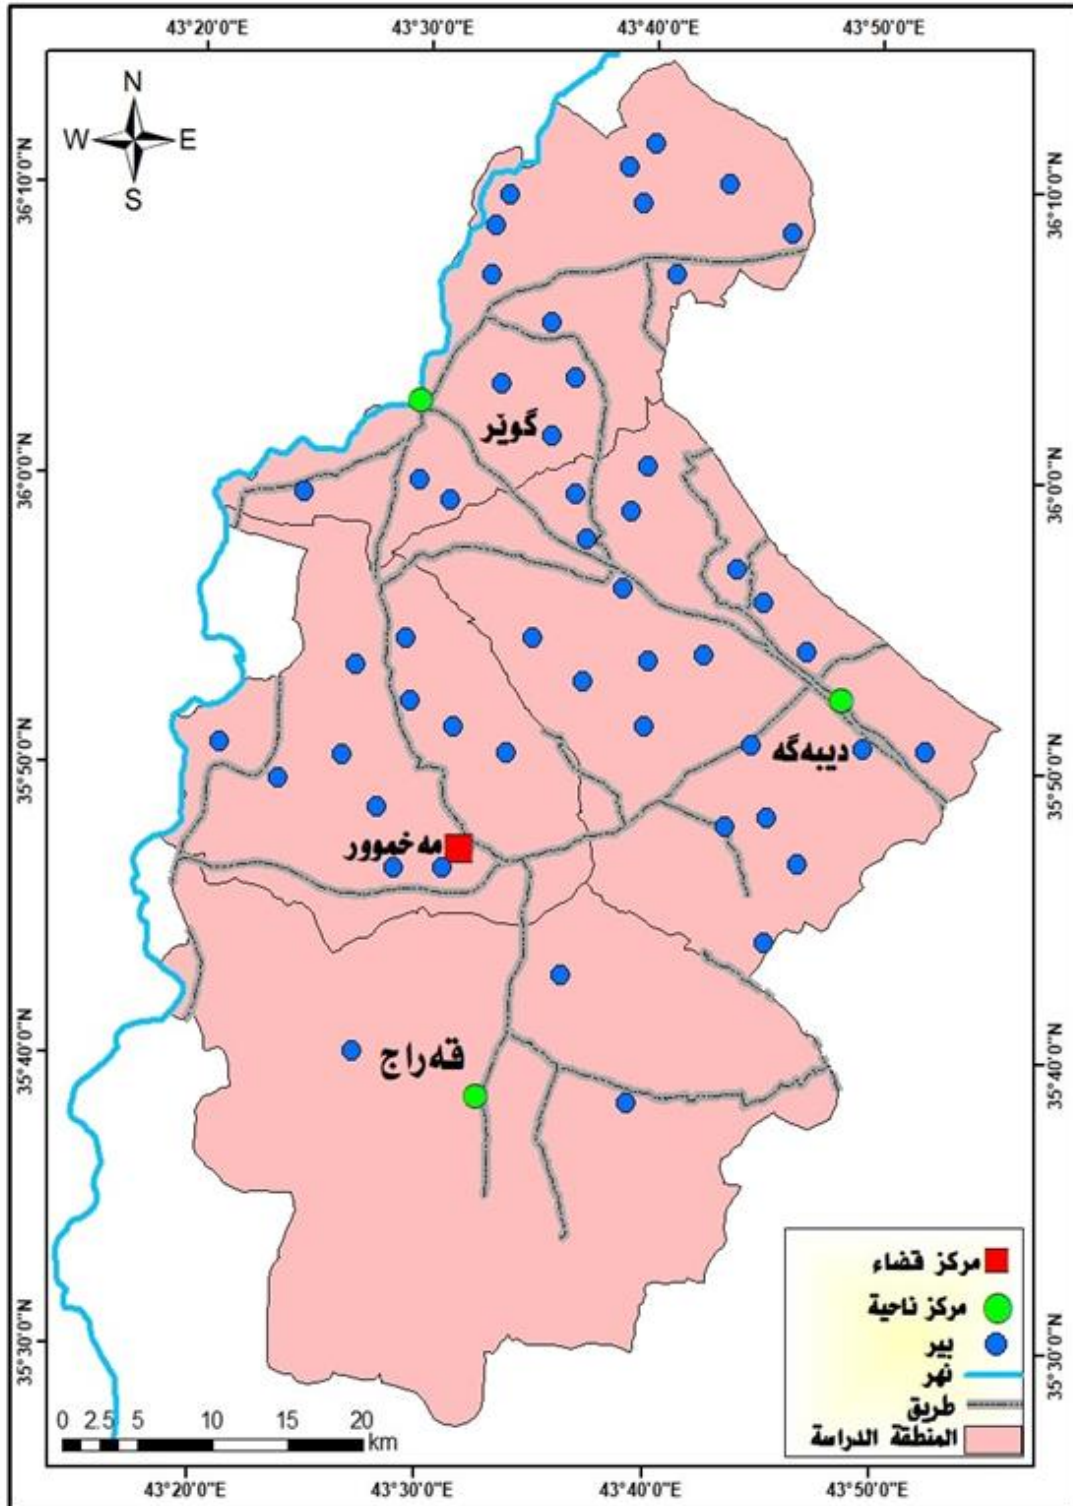 43°20'0"E 43°30'0"E 43°40'0"E 43°50'0"E
N
W E
S
36°10'0"N
36°10'0"N
گوێڕ
36°0'0"N
36°0'0"N
35°50'0"N
35°50'0"N
دیبەگە
مەخموور
35°40'0"N
35°40'0"N
قەراج
مركز قضاء
مركز ناحية
بير
نهر
طريق
المنطقة الدراسة
35°30'0"N
35°30'0"N
0 2.5 5 10 15 20
km
43°20'0"E 43°30'0"E 43°40'0"E 43°50'0"E